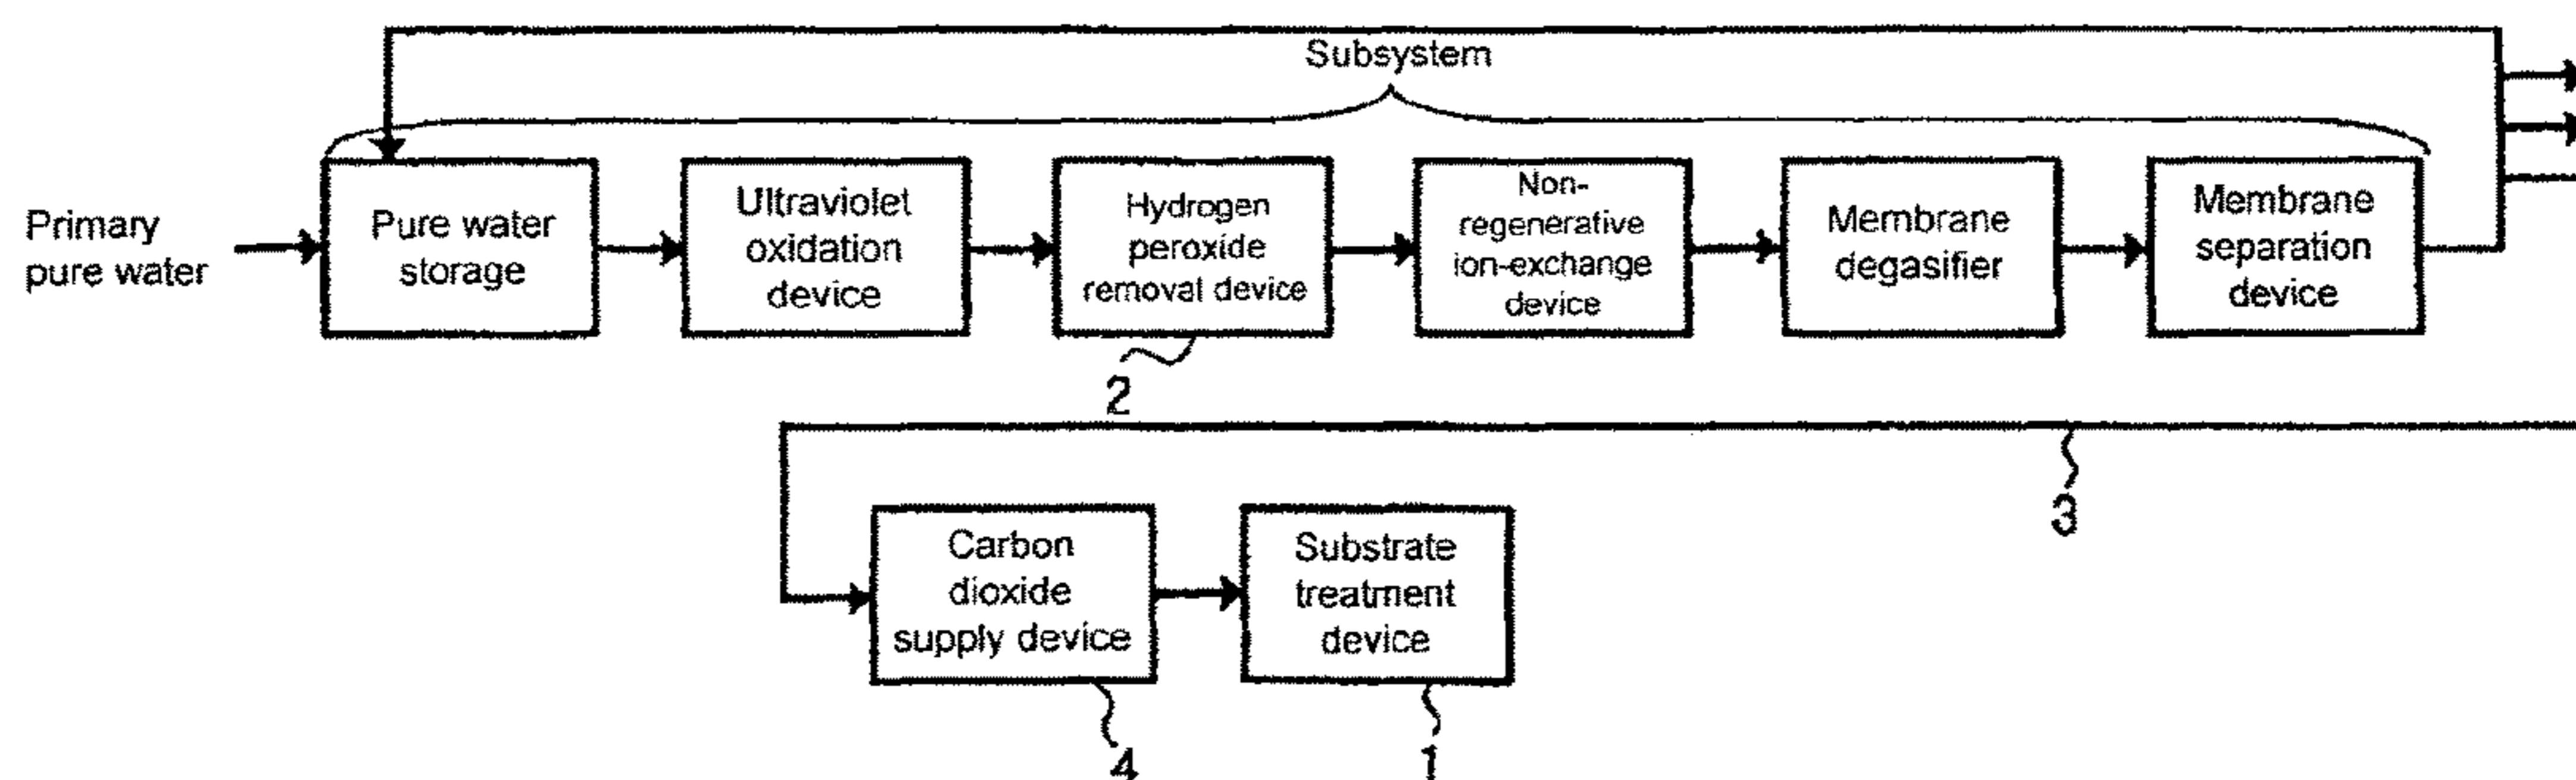 Subsystem
Primary
pure water
Pure water
storage
Ultraviolet
oxidation
device
Hydrogen
peroxide
removal device
Non-
regenerative
ion-exchange
device
Membrane
degasifier
Membrane
separation
device
2
3
Carbon
dioxide
supply device
Substrate
treatment
device
4
1